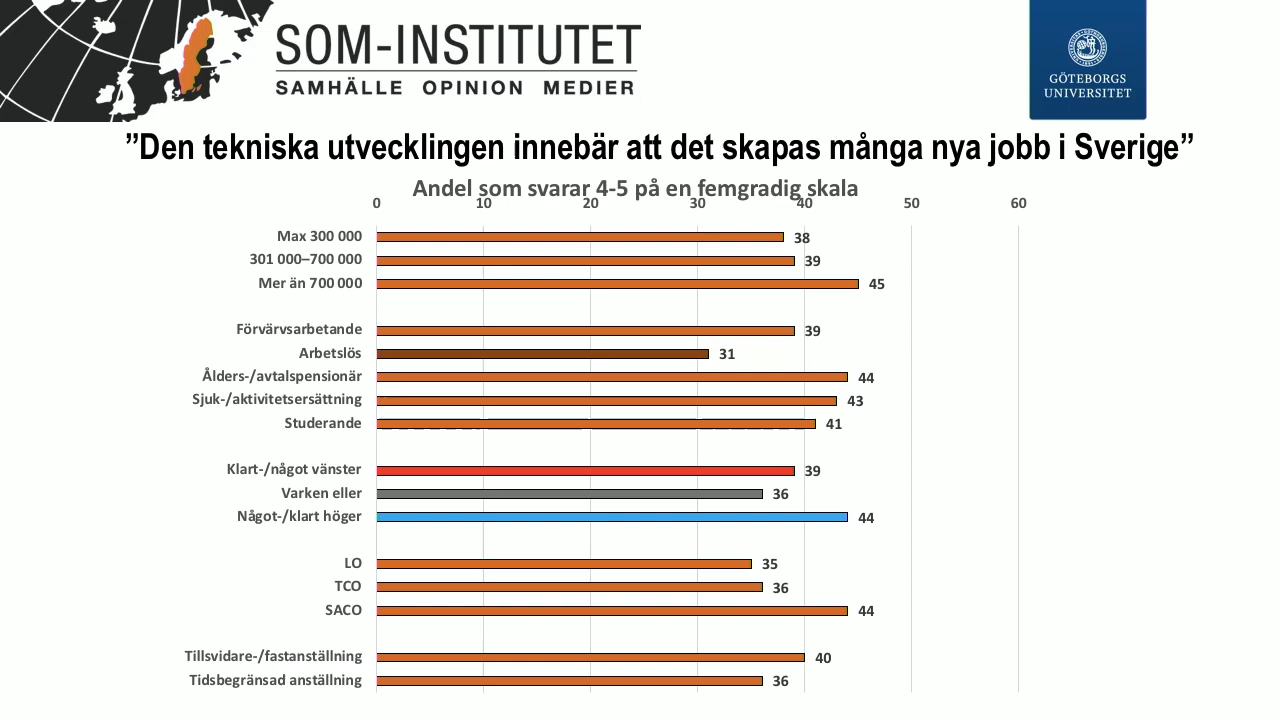 SOM-INSTITUTET
SAMHÄLLE OPINION MEDIER
GÖTEBORGS
UNIVERSITET
”Den tekniska utvecklingen innebär att det skapas många nya jobb i Sverige”
Andel som svarar 4-5 på en femgradig skala
0 10 20 30 40 50 60
Max 300 000 38
301 000–700 000 39
Mer än 700 000 45
Förvärvsarbetande 39
Arbetslös 31
Ålders-/avtalspensionär 44
Sjuk-/aktivitetsersättning 43
Studerande 41
Klart-/något vänster 39
Varken eller 36
Något-/klart höger 44
LO 35
TCO 36
SACO 44
Tillsvidare-/fastanställning 40
Tidsbegränsad anställning 36